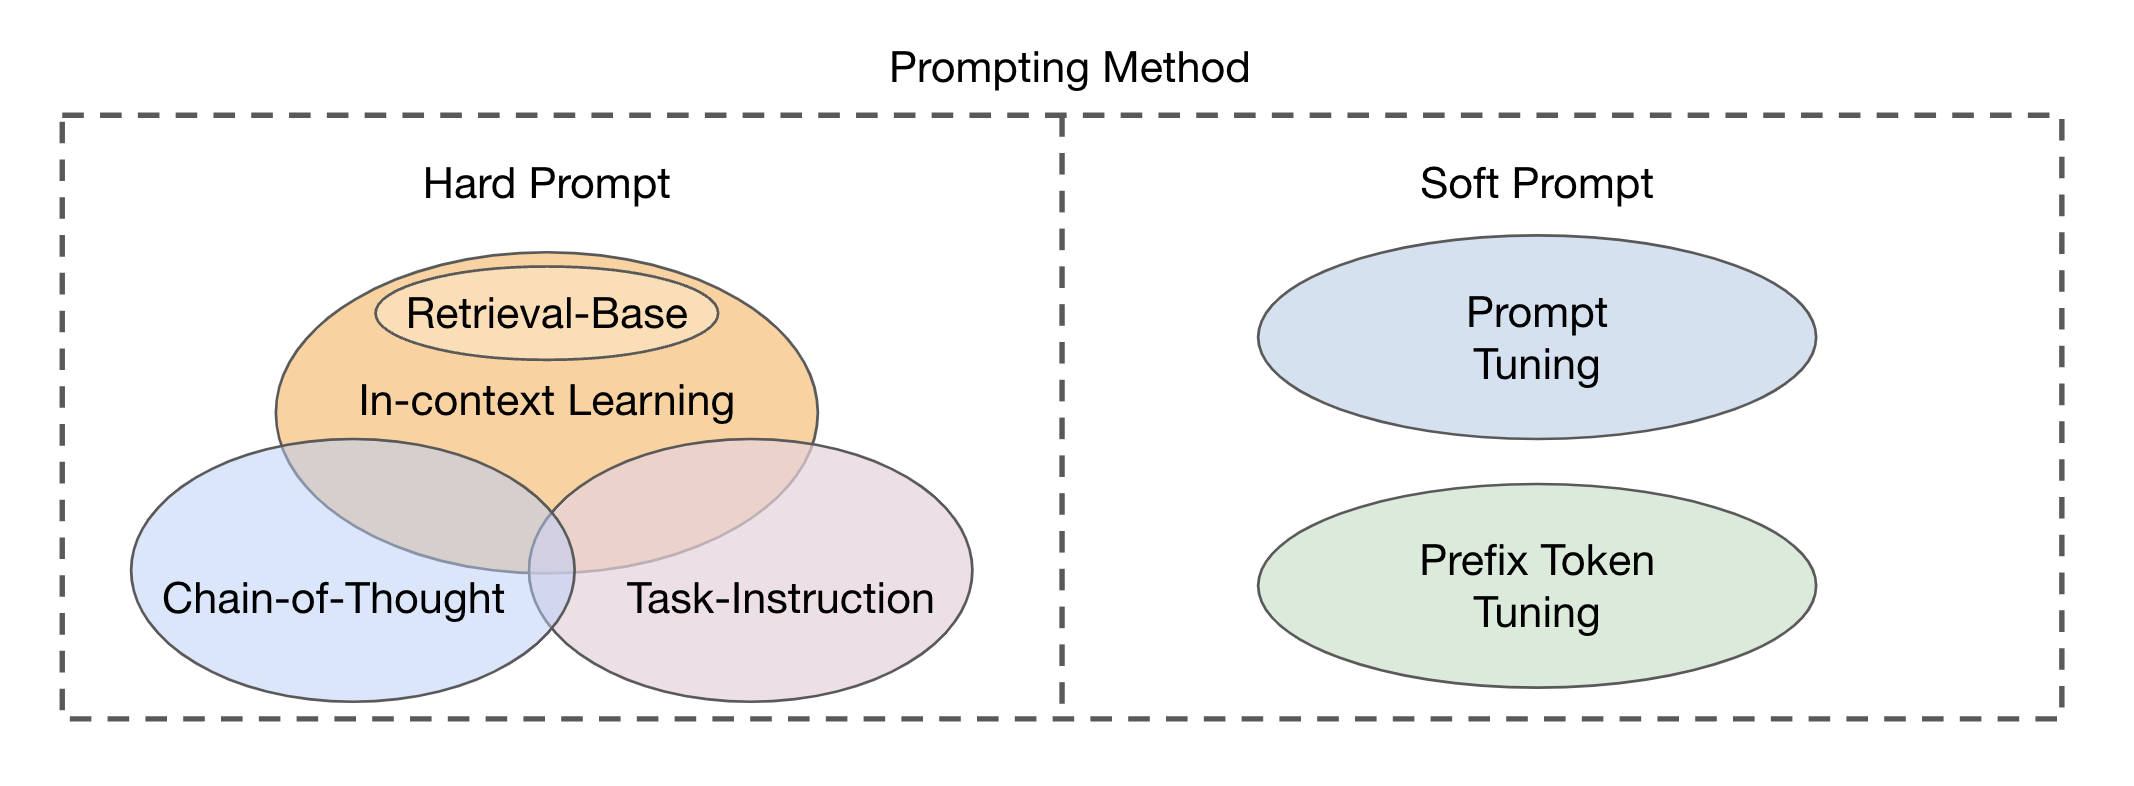 Prompting Method
Hard Prompt
Retrieval-Base
In-context Learning
Chain-of-Thought
Task-Instruction
Soft Prompt
Prompt
Tuning
Prefix Token
Tuning